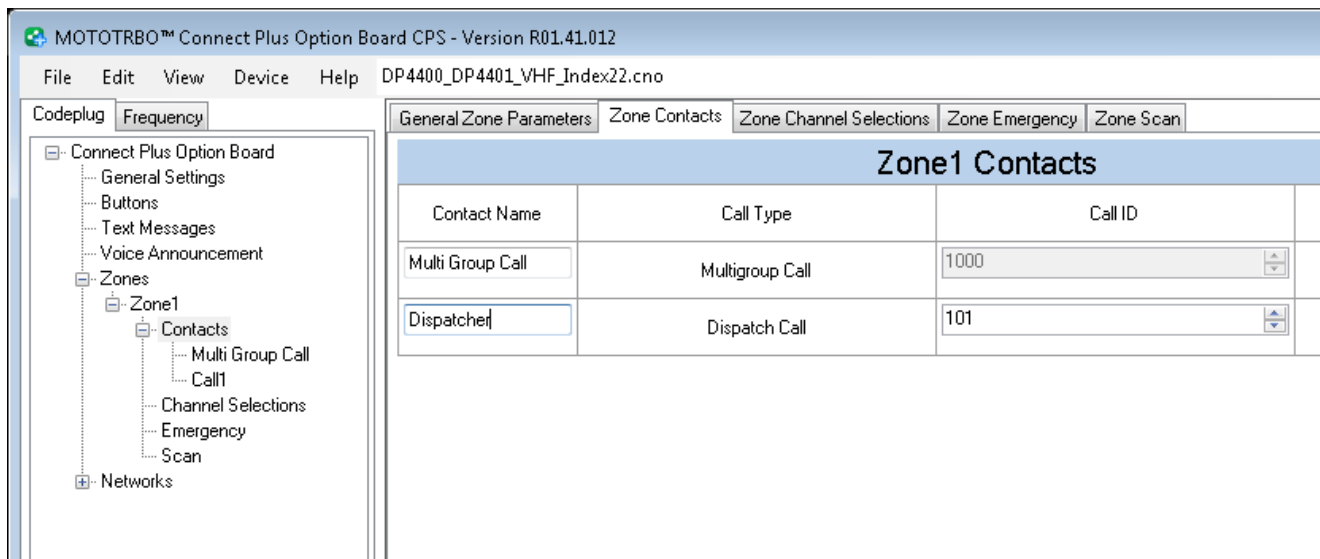 MOTOTRBO™ Connect Plus Option Board CPS - Version R01.41.012
File Edit View Device Help DP4400_DP4401_VHF_Index22.cno
Codeplug Frequency
Connect Plus Option Board
General Settings
Buttons
Text Messages
Voice Announcement
Zones
Zone1
Contacts
Multi Group Call
Call1
Channel Selections
Emergency
Scan
Networks
General Zone Parameters Zone Contacts Zone Channel Selections Zone Emergency Zone Scan
Zone1 Contacts
Contact Name Call Type Call ID
Multi Group Call Multigroup Call 1000
Dispatcher Dispatch Call 101